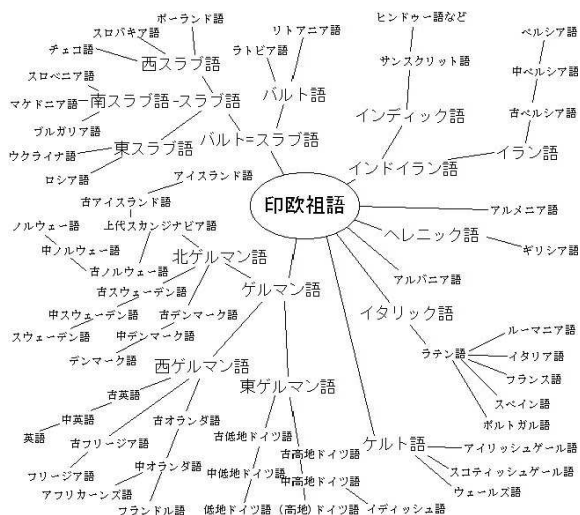 ポーランド語
スロバキア語
チェコ語
西スラブ語
リトアニア語
ラトビア語
バルト語
ヒンドゥー語など
サンスクリット語
インディック語
ペルシア語
中ペルシア語
古ペルシア語
イラン語
インドイラン語
スロベニア語
マケドニア語
南スラブ語-スラブ語
ブルガリア語
ウクライナ語
東スラブ語
ロシア語
バルト=スラブ語
印欧祖語
アルメニア語
ヘレニック語
ギリシア語
アルバニア語
イタリック語
ラテン語
ルーマニア語
イタリア語
フランス語
スペイン語
ポルトガル語
ケルト語
アイリッシュゲール語
スコティッシュゲール語
ウェールズ語
アイスランド語
古アイスランド語
上代スカンジナビア語
ノルウェー語
中ノルウェー語
古ノルウェー語
北ゲルマン語
古スウェーデン語
中スウェーデン語
スウェーデン語
古デンマーク語
中デンマーク語
デンマーク語
ゲルマン語
西ゲルマン語
古英語
中英語
英語
古フリージア語
フリージア語
古オランダ語
中オランダ語
アフリカーンズ語
フランドル語
東ゲルマン語
古低地ドイツ語
中低地ドイツ語
低地ドイツ語
古高地ドイツ語
中高地ドイツ語
(高地)ドイツ語
イディッシュ語